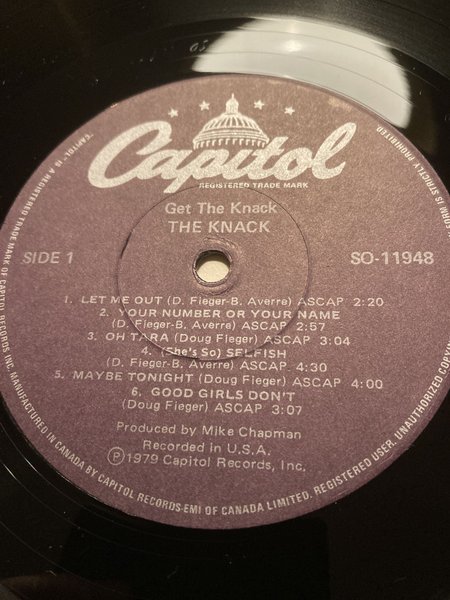 Capitol
REGISTERED TRADE MARK
Get The Knack
THE KNACK
SIDE 1
SO-11948
1. LET ME OUT (D. Fieger-B. Averre) ASCAP 2:20
2. YOUR NUMBER OR YOUR NAME
(D. Fieger-B. Averre) ASCAP 2:57
3. OH TARA (Doug Fieger) ASCAP 3:04
4. (She's So) SELFISH
(D. Fieger-B. Averre) ASCAP 4:30
5. MAYBE TONIGHT (Doug Fieger) ASCAP 4:00
6. GOOD GIRLS DON'T
(Doug Fieger) ASCAP 3:07
Produced by Mike Chapman
Recorded in U.S.A.
Ⓟ1979 Capitol Records, Inc.
"CAPITOL" IS A REGISTERED TRADE MARK OF CAPITOL RECORDS INC. MANUFACTURED IN CANADA BY CAPITOL RECORDS-EMI OF CANADA LIMITED. REGISTERED USER. UNAUTHORIZED COPYING
FORM IS STRICTLY PROHIBITED